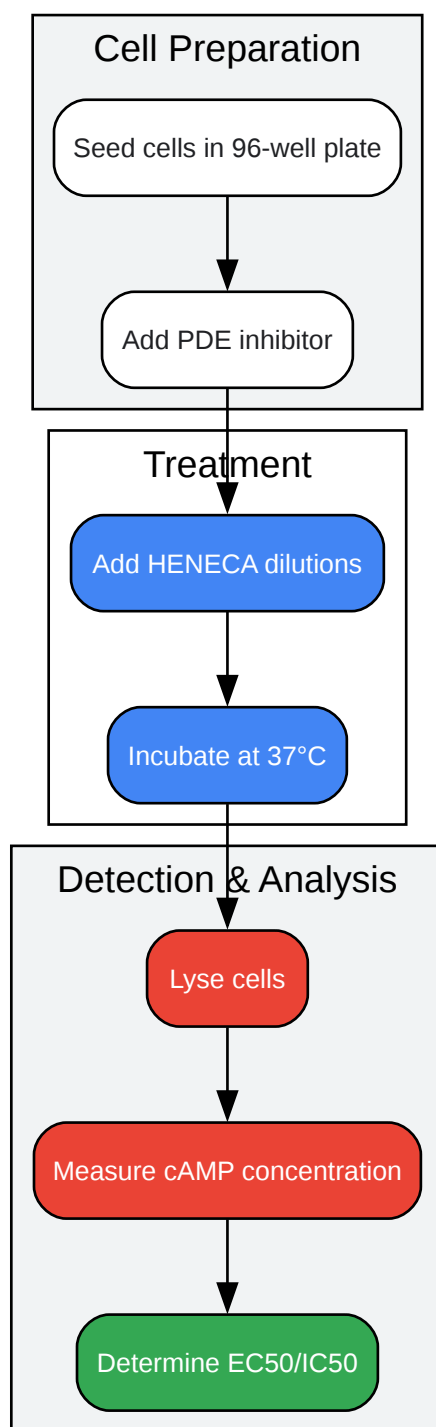 Cell Preparation
Seed cells in 96-well plate
Add PDE inhibitor
Treatment
Add HENECA dilutions
Incubate at 37°C
Detection & Analysis
Lyse cells
Measure cAMP concentration
Determine EC50/IC50